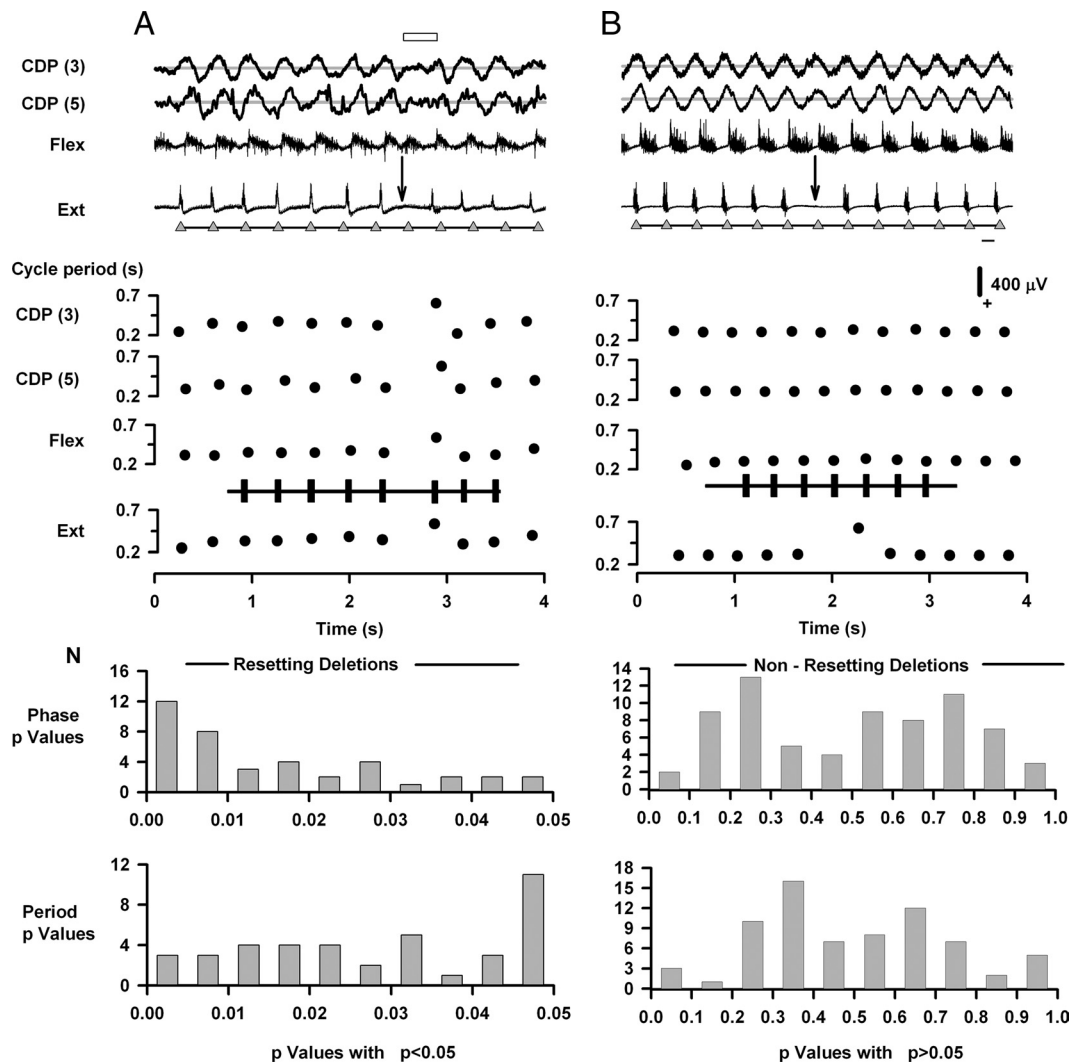 A
B
CDP (3)
CDP (5)
Flex
Ext
400 µV
+
Cycle period (s)
CDP (3)
0.7
0.2
CDP (5)
0.7
0.2
Flex
0.7
0.2
Ext
0.7
0.2
0 1 2 3 4
Time (s)
0.7
0.2
0.7
0.2
0.7
0.2
0.7
0.2
0 1 2 3 4
Time (s)
N
Resetting Deletions
Phase
p Values
16
12
8
4
0
0.00 0.01 0.02 0.03 0.04 0.05
Non - Resetting Deletions
14
13
10
8
6
4
2
0
0.0 0.1 0.2 0.3 0.4 0.5 0.6 0.7 0.8 0.9 1.0
Period
p Values
12
8
4
0
0.00 0.01 0.02 0.03 0.04 0.05
p Values with p<0.05
18
15
13
9
6
3
0
0.0 0.1 0.2 0.3 0.4 0.5 0.6 0.7 0.8 0.9 1.0
p Values with p>0.05